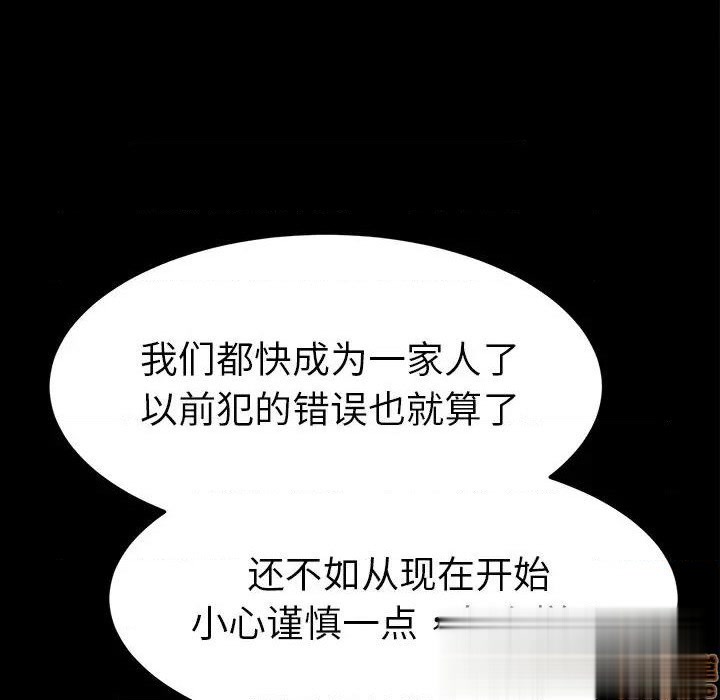 我们都快成为一家人了
以前犯的错误也就算了
还不如从现在开始
小心谨慎一点，